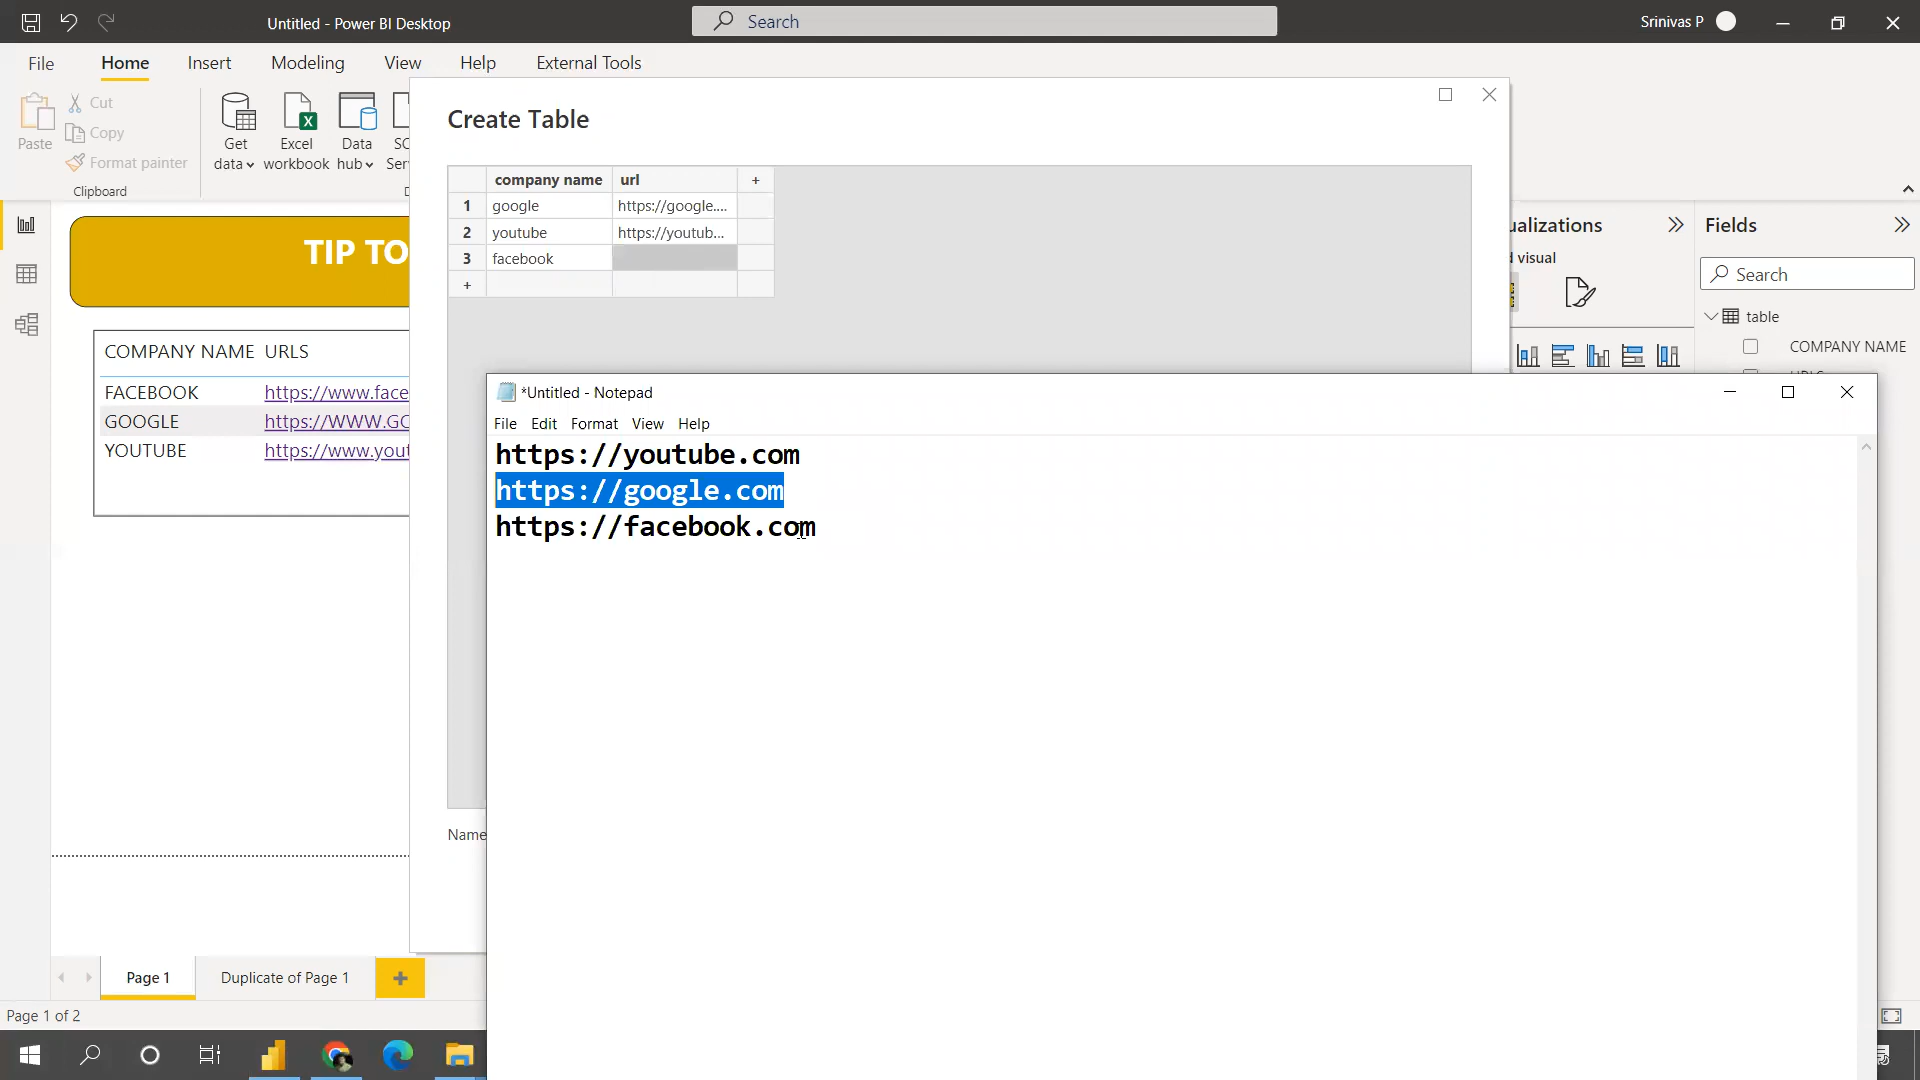 Untitled - Power BI Desktop
Search
Srinivas P
File
Home
Insert
Modeling
View
Help
External Tools
Paste
Cut
Copy
Format painter
Clipboard
Get data
Excel workbook
Data hub
Create Table
company name url +
1 google https://google....
2 youtube https://youtub...
3 facebook
+
Name
TIP TO
COMPANY NAME URLS
FACEBOOK https://www.face
GOOGLE https://WWW.GO
YOUTUBE https://www.yout
Fields
Search
table
COMPANY NAME
*Untitled - Notepad
File Edit Format View Help
https://youtube.com
https://google.com
https://facebook.com
Page 1
Duplicate of Page 1
+
Page 1 of 2